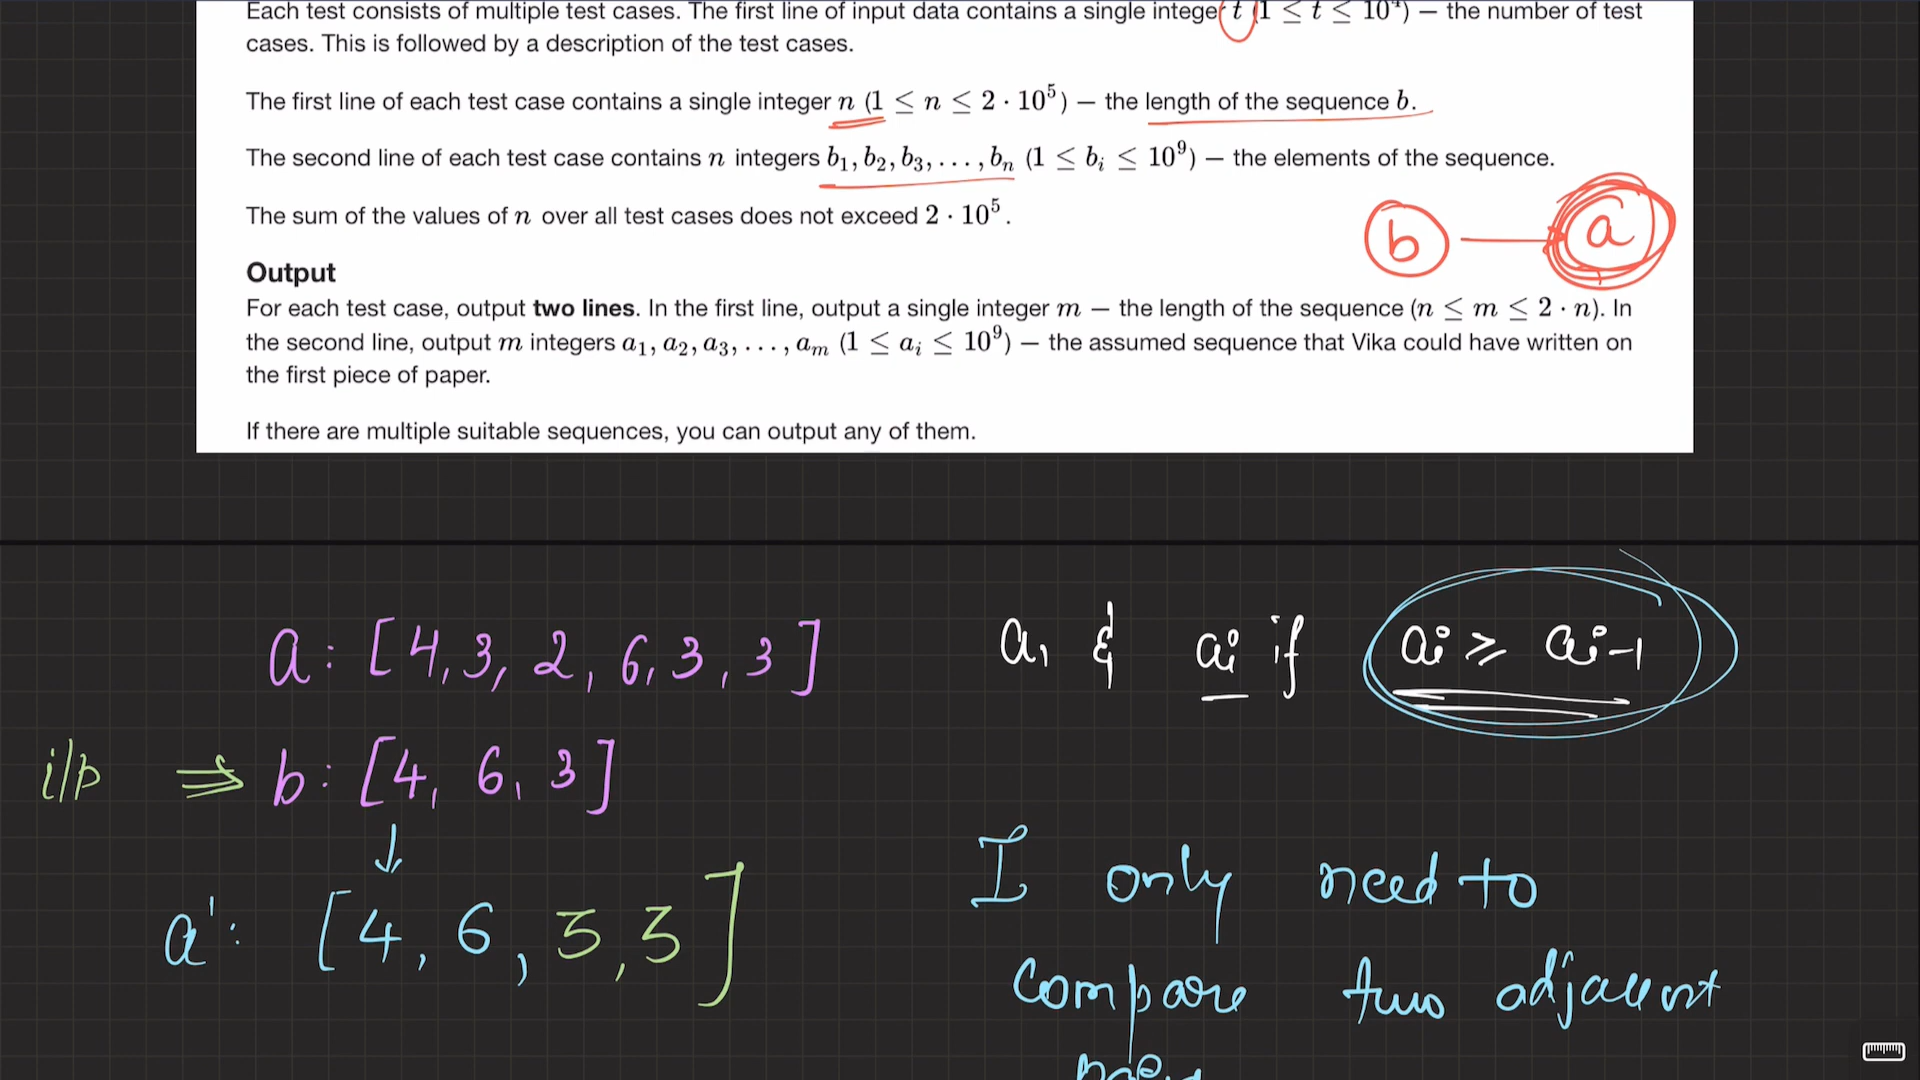 Each test consists of multiple test cases. The first line of input data contains a single integer t (1 ≤ t ≤ 10⁴) — the number of test
cases. This is followed by a description of the test cases.
The first line of each test case contains a single integer n (1 ≤ n ≤ 2 · 10⁵) — the length of the sequence b.
The second line of each test case contains n integers b₁, b₂, b₃, . . . , bₙ (1 ≤ bᵢ ≤ 10⁹) — the elements of the sequence.
The sum of the values of n over all test cases does not exceed 2 · 10⁵.
b a
Output
For each test case, output two lines. In the first line, output a single integer m — the length of the sequence (n ≤ m ≤ 2 · n). In
the second line, output m integers a₁, a₂, a₃, . . . , aₘ (1 ≤ aᵢ ≤ 10⁹) — the assumed sequence that Vika could have written on
the first piece of paper.
If there are multiple suitable sequences, you can output any of them.
a: [4, 3, 2, 6, 3, 3]
a₁ & aᵢ if aᵢ ≥ aᵢ₋₁
i/p ⇒ b: [4, 6, 3]
I only need to
a': [4, 6, 3, 3]
compare two adjacent